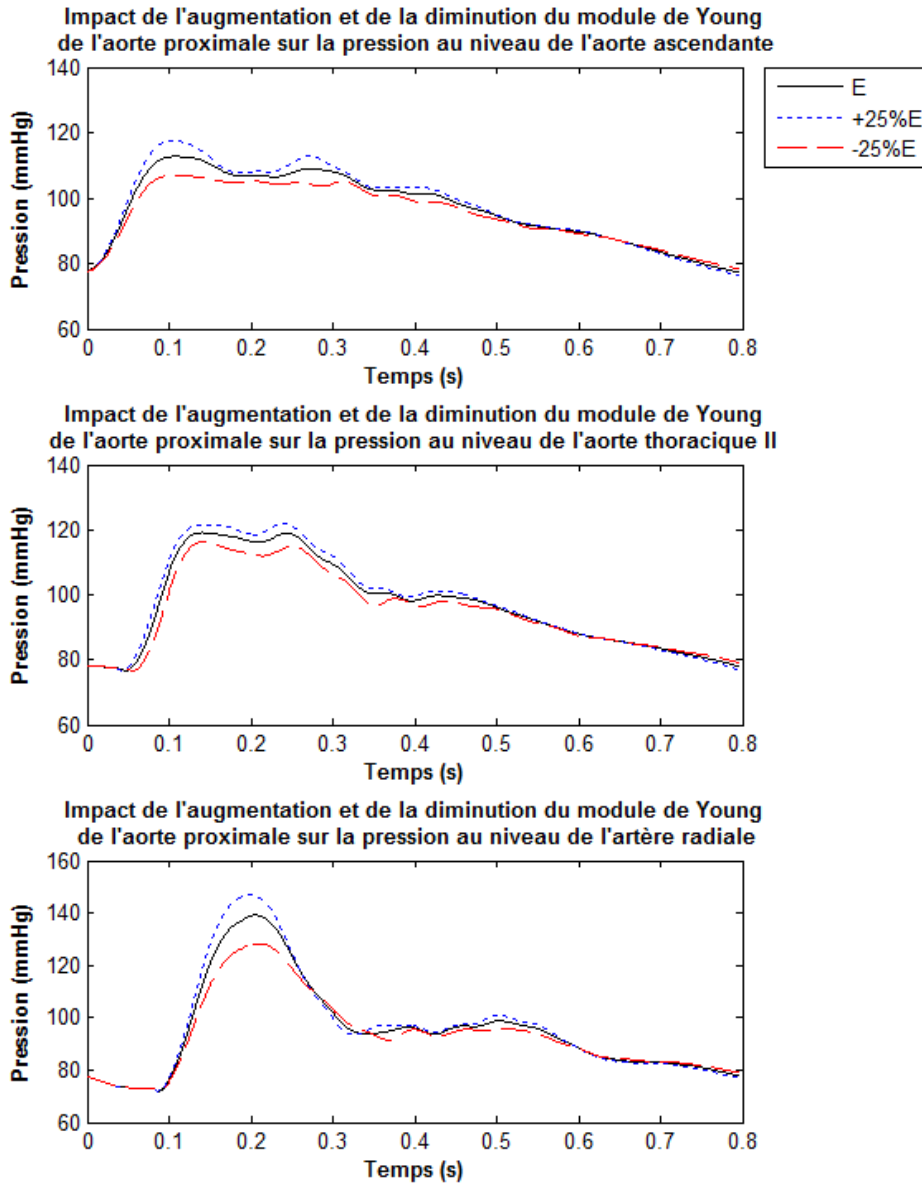 Impact de l'augmentation et de la diminution du module de Young
de l'aorte proximale sur la pression au niveau de l'aorte ascendante
140
120
100
80
60
Pression (mmHg)
0 0.1 0.2 0.3 0.4 0.5 0.6 0.7 0.8
Temps (s)
E
+25%E
-25%E
Impact de l'augmentation et de la diminution du module de Young
de l'aorte proximale sur la pression au niveau de l'aorte thoracique II
140
120
100
80
60
Pression (mmHg)
0 0.1 0.2 0.3 0.4 0.5 0.6 0.7 0.8
Temps (s)
Impact de l'augmentation et de la diminution du module de Young
de l'aorte proximale sur la pression au niveau de l'artère radiale
160
140
120
100
80
60
Pression (mmHg)
0 0.1 0.2 0.3 0.4 0.5 0.6 0.7 0.8
Temps (s)